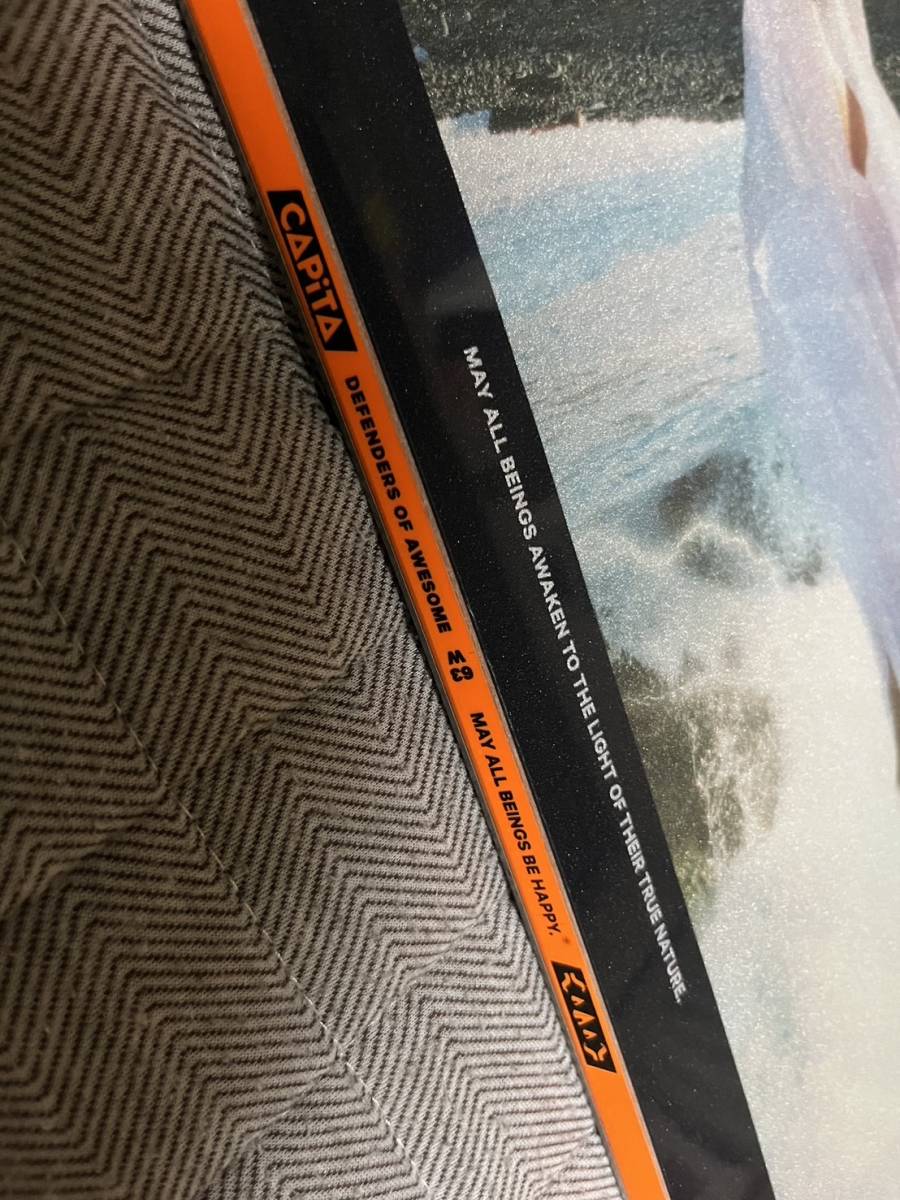 CAPiTA DEFENDERS OF AWESOME MAY ALL BEINGS BE HAPPY.
MAY ALL BEINGS AWAKEN TO THE LIGHT OF THEIR TRUE NATURE.